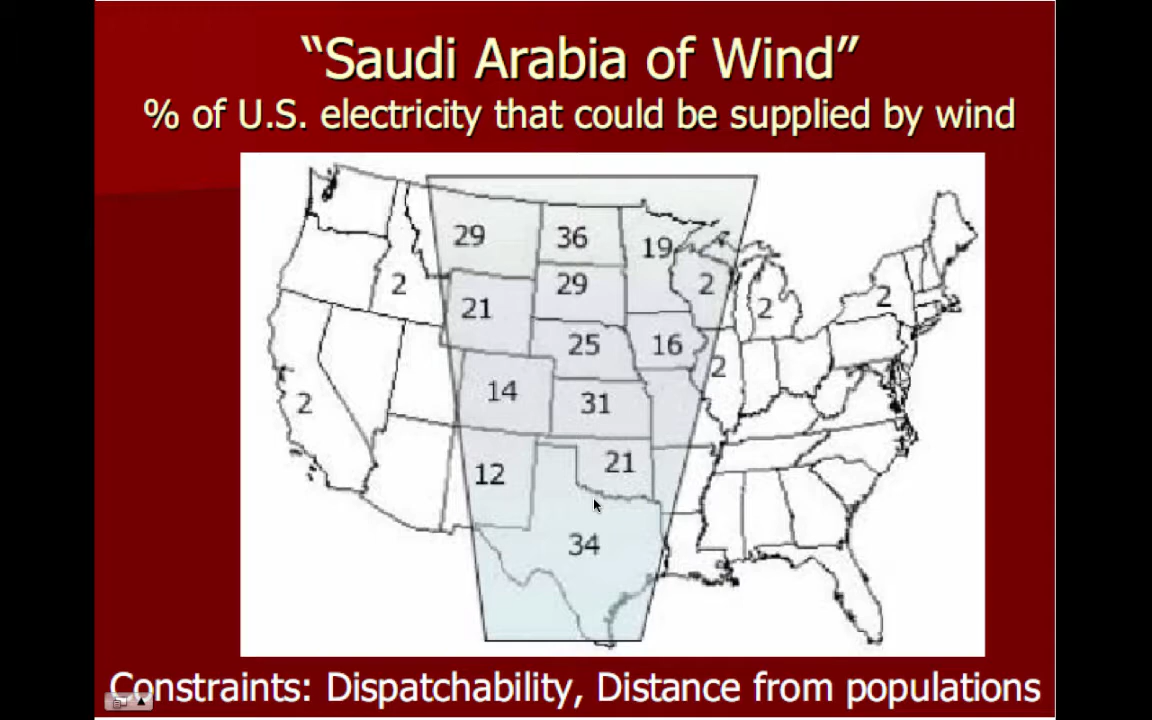 “Saudi Arabia of Wind”
% of U.S. electricity that could be supplied by wind
29 36 19
2 29 2 2 2
21
25 16
2
14 31
2
12 21
34
Constraints: Dispatchability, Distance from populations